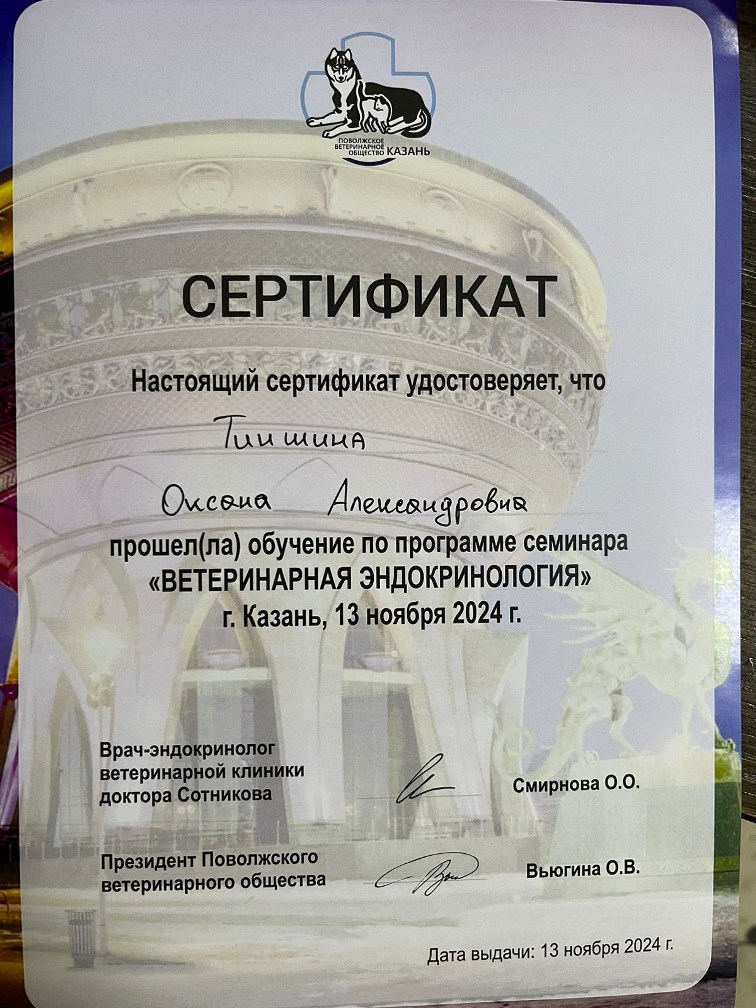 ПОВОЛЖСКОЕ
ВЕТЕРИНАРНОЕ
ОБЩЕСТВО КАЗАНЬ
СЕРТИФИКАТ
Настоящий сертификат удостоверяет, что
Оксана Александровна
прошел(ла) обучение по программе семинара
«ВЕТЕРИНАРНАЯ ЭНДОКРИНОЛОГИЯ»
г. Казань, 13 ноября 2024 г.
Врач-эндокринолог
ветеринарной клиники
доктора Сотникова
Смирнова О.О.
Президент Поволжского
ветеринарного общества
Вьюгина О.В.
Дата выдачи: 13 ноября 2024 г.